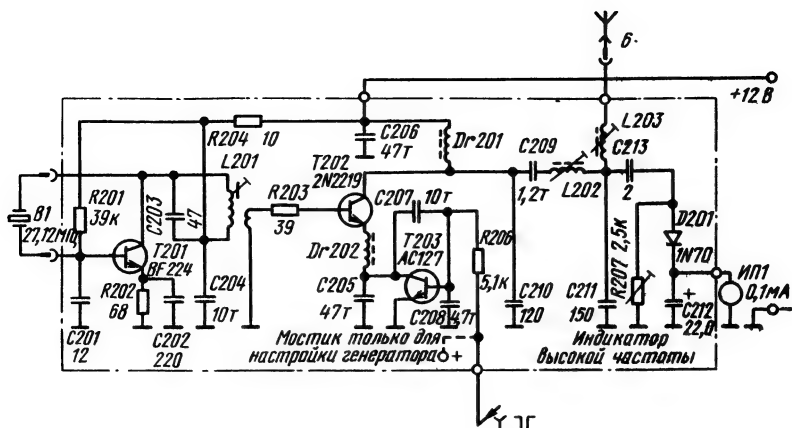 6.
+12 В
R204 10
C206
47т
Dr201
L203
C209
C213
L201
T202
2N2219
1,2т
L202
2
R201
39к
C203
47
R203
39
C207
10т
B1
27,12МГц
T201
BF224
Dr202
T203
AC127
R206
5,1к
R207 2,5к
D201
1N70
ИП1
0,1мА
R202
68
C204
10т
C205
47т
C208 47т
C210
120
C211
150
+
C212
22,0
C201
12
C202
220
Мостик только для
настройки генератора
+
Индикатор
высокой частоты